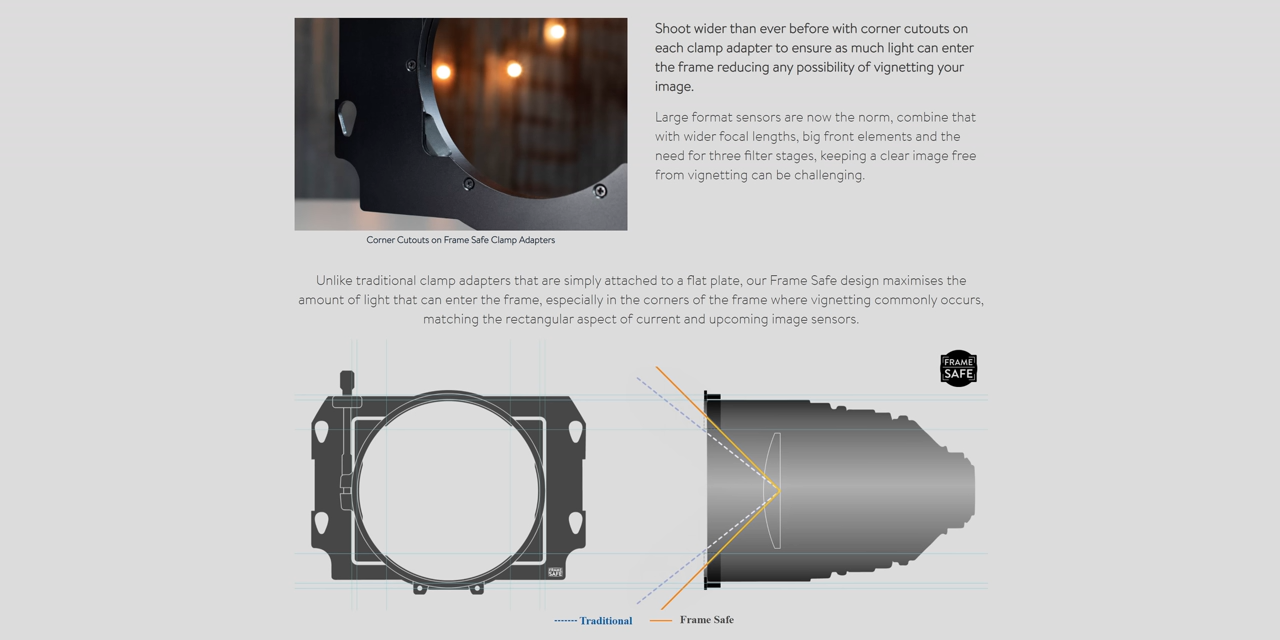 Shoot wider than ever before with corner cutouts on
each clamp adapter to ensure as much light can enter
the frame reducing any possibility of vignetting your
image.
Large format sensors are now the norm, combine that
with wider focal lengths, big front elements and the
need for three filter stages, keeping a clear image free
from vignetting can be challenging.
Corner Cutouts on Frame Safe Clamp Adapters
Unlike traditional clamp adapters that are simply attached to a flat plate, our Frame Safe design maximises the
amount of light that can enter the frame, especially in the corners of the frame where vignetting commonly occurs,
matching the rectangular aspect of current and upcoming image sensors.
FRAME
SAFE
FRAME
SAFE
Traditional
Frame Safe